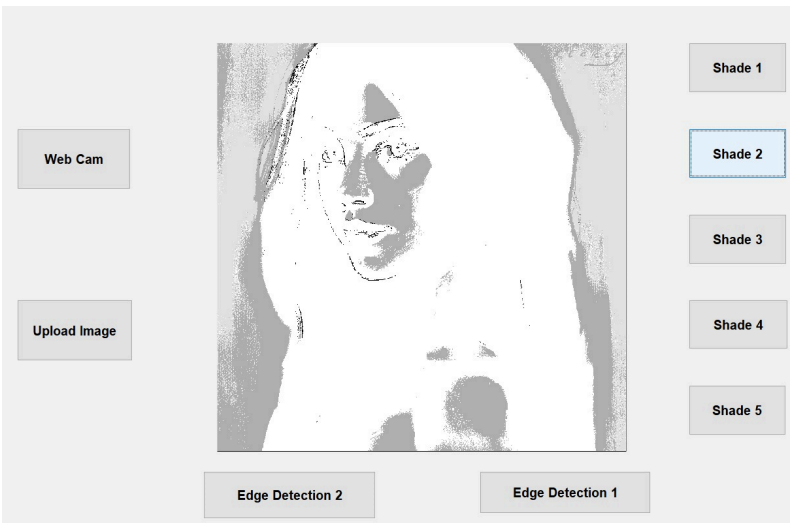 Shade 1
Web Cam
Shade 2
Shade 3
Upload Image
Shade 4
Shade 5
Edge Detection 2
Edge Detection 1